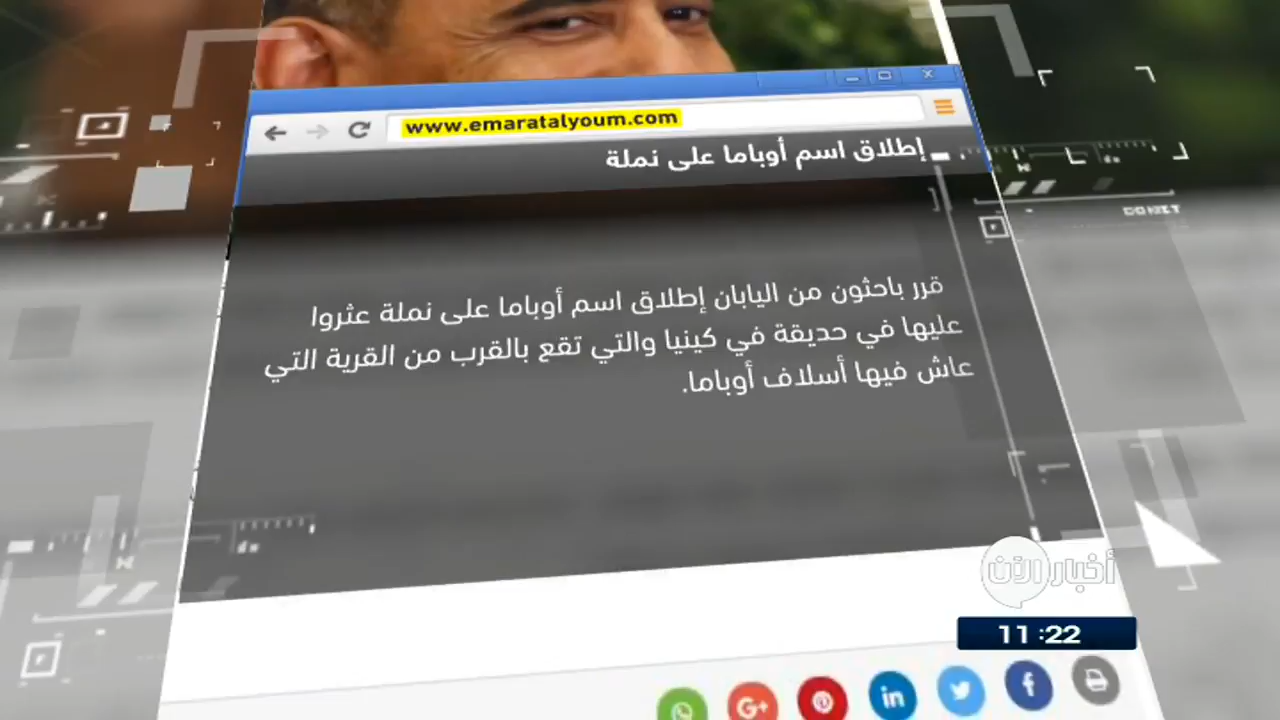 www.emaratalyoum.com
إطلاق اسم أوباما على نملة
قرر باحثون من اليابان إطلاق اسم أوباما على نملة عثروا
عليها في حديقة في كينيا والتي تقع بالقرب من القرية التي
عاش فيها أسلاف أوباما.
أخبار الآن
11:22